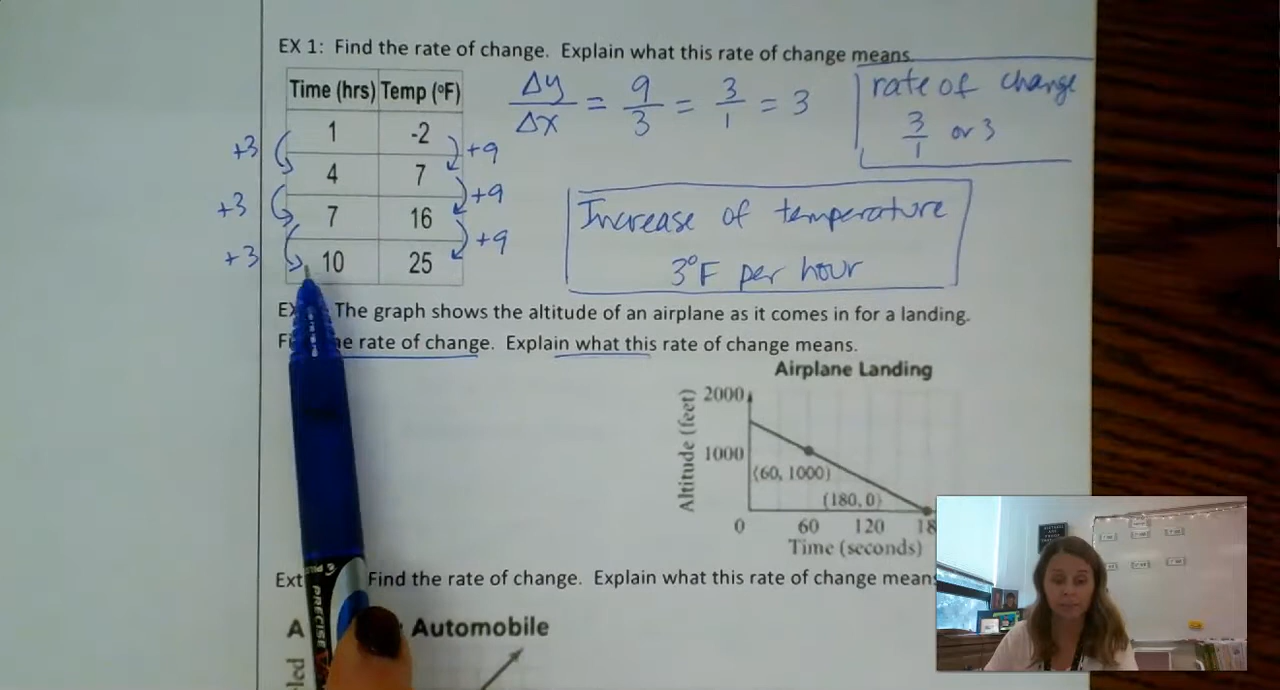 EX 1: Find the rate of change. Explain what this rate of change means.
Time (hrs) Temp (°F)
1 -2
4 7
7 16
10 25
+3
+3
+3
+9
+9
+9
Δy/Δx = 9/3 = 3/1 = 3
rate of change
3/1 or 3
Increase of temperature
3°F per hour
The graph shows the altitude of an airplane as it comes in for a landing.
rate of change. Explain what this rate of change means.
Airplane Landing
Altitude (feet)
2000
1000
(60, 1000)
(180, 0)
0 60 120 18
Time (seconds)
Ext Find the rate of change. Explain what this rate of change mean
Automobile
PILOT
PRECISE V